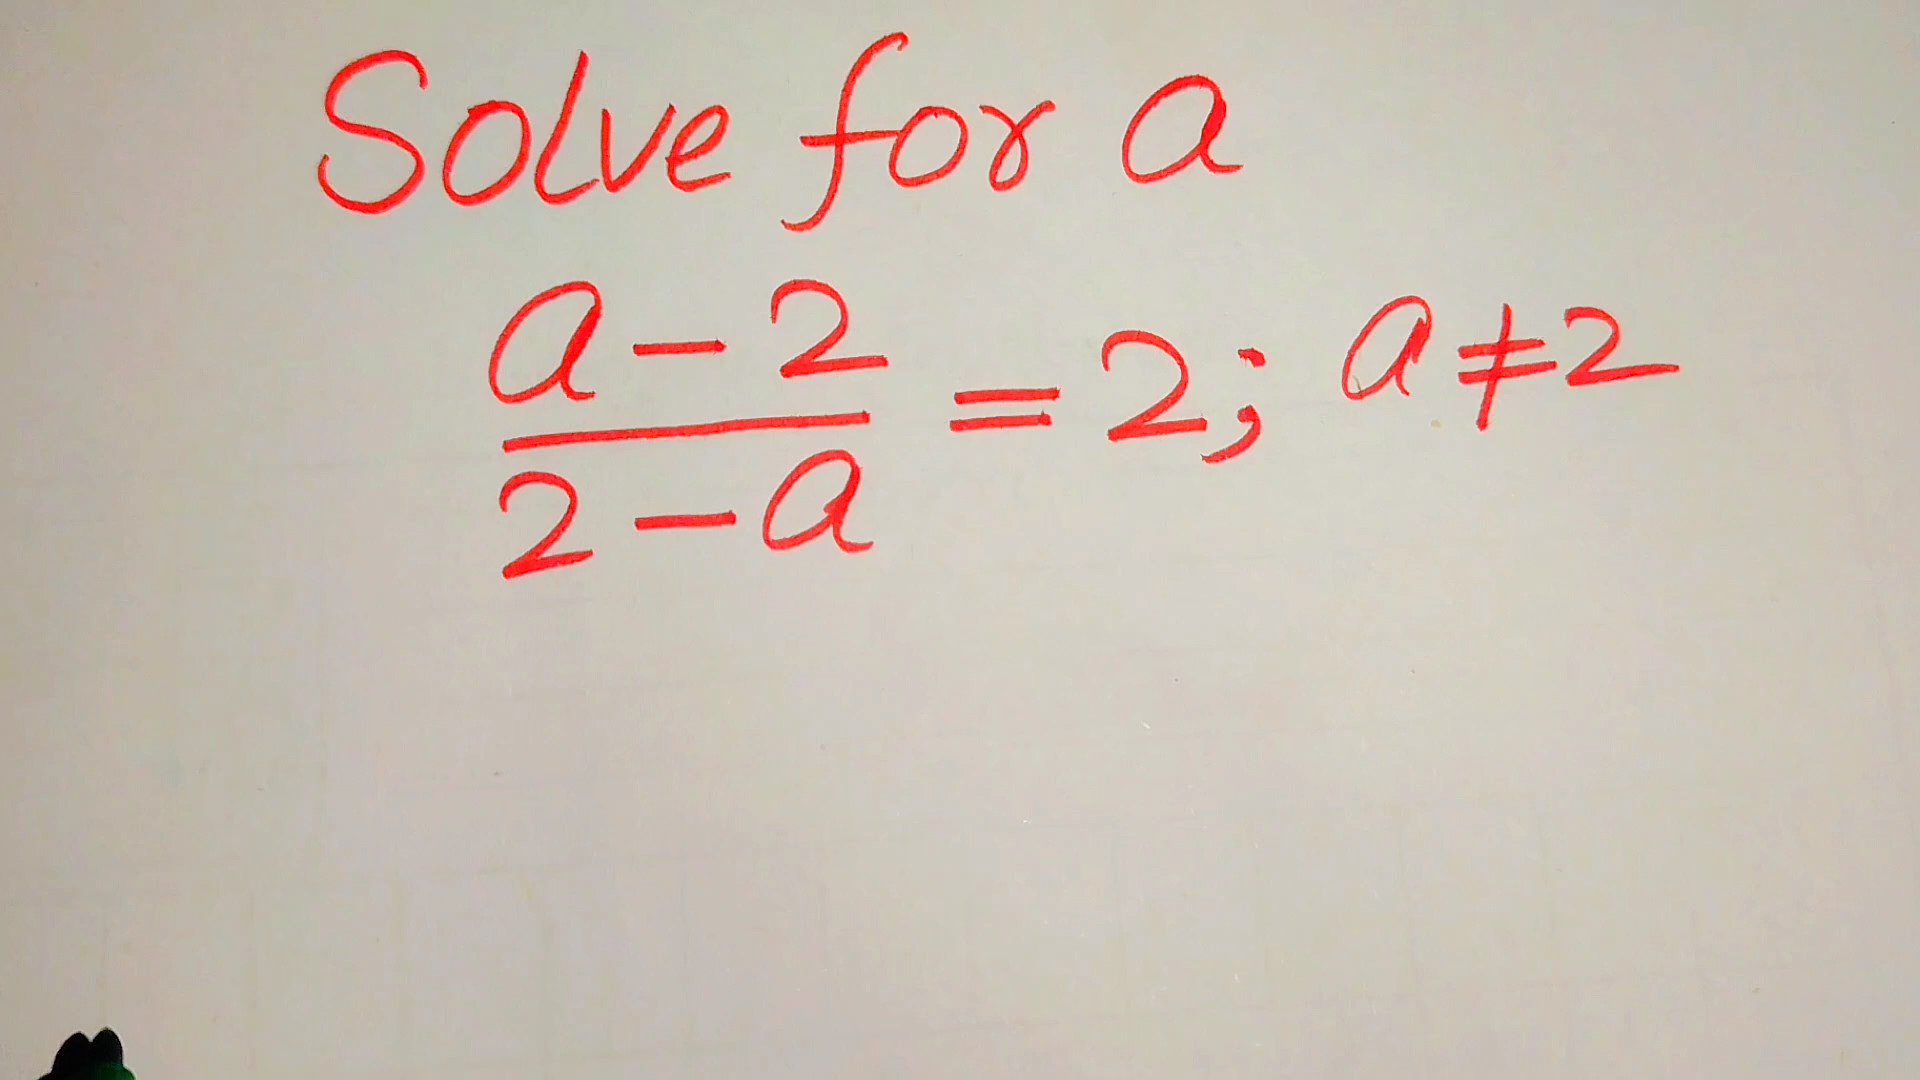 Solve for a
a - 2 / 2 - a = 2; a ≠ 2